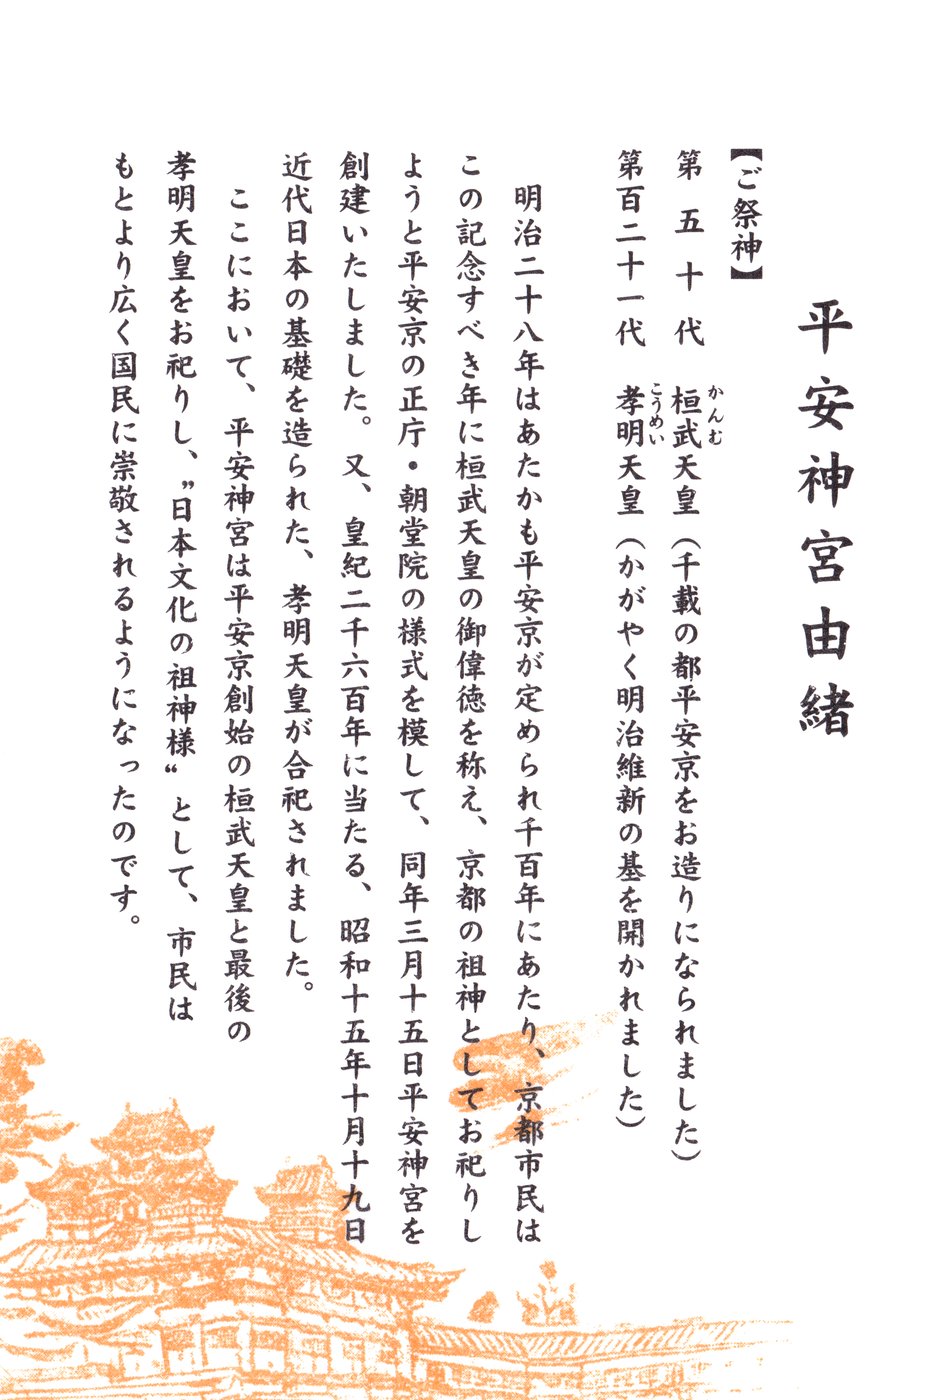 平安神宮由緒
【ご祭神】
第五十代 桓武天皇（千載の都平安京をお造りになられました）
かんむ
第百二十一代 孝明天皇（かがやく明治維新の基を開かれました）
こうめい
明治二十八年はあたかも平安京が定められ千百年にあたり、京都市民は
この記念すべき年に桓武天皇の御偉徳を称え、京都の祖神としてお祀りし
ようと平安京の正庁・朝堂院の様式を模して、同年三月十五日平安神宮を
創建いたしました。又、皇紀二千六百年に当たる、昭和十五年十月十九日
近代日本の基礎を造られた、孝明天皇が合祀されました。
ここにおいて、平安神宮は平安京創始の桓武天皇と最後の
孝明天皇をお祀りし、〝日本文化の祖神様〟として、市民は
もとより広く国民に崇敬されるようになったのです。